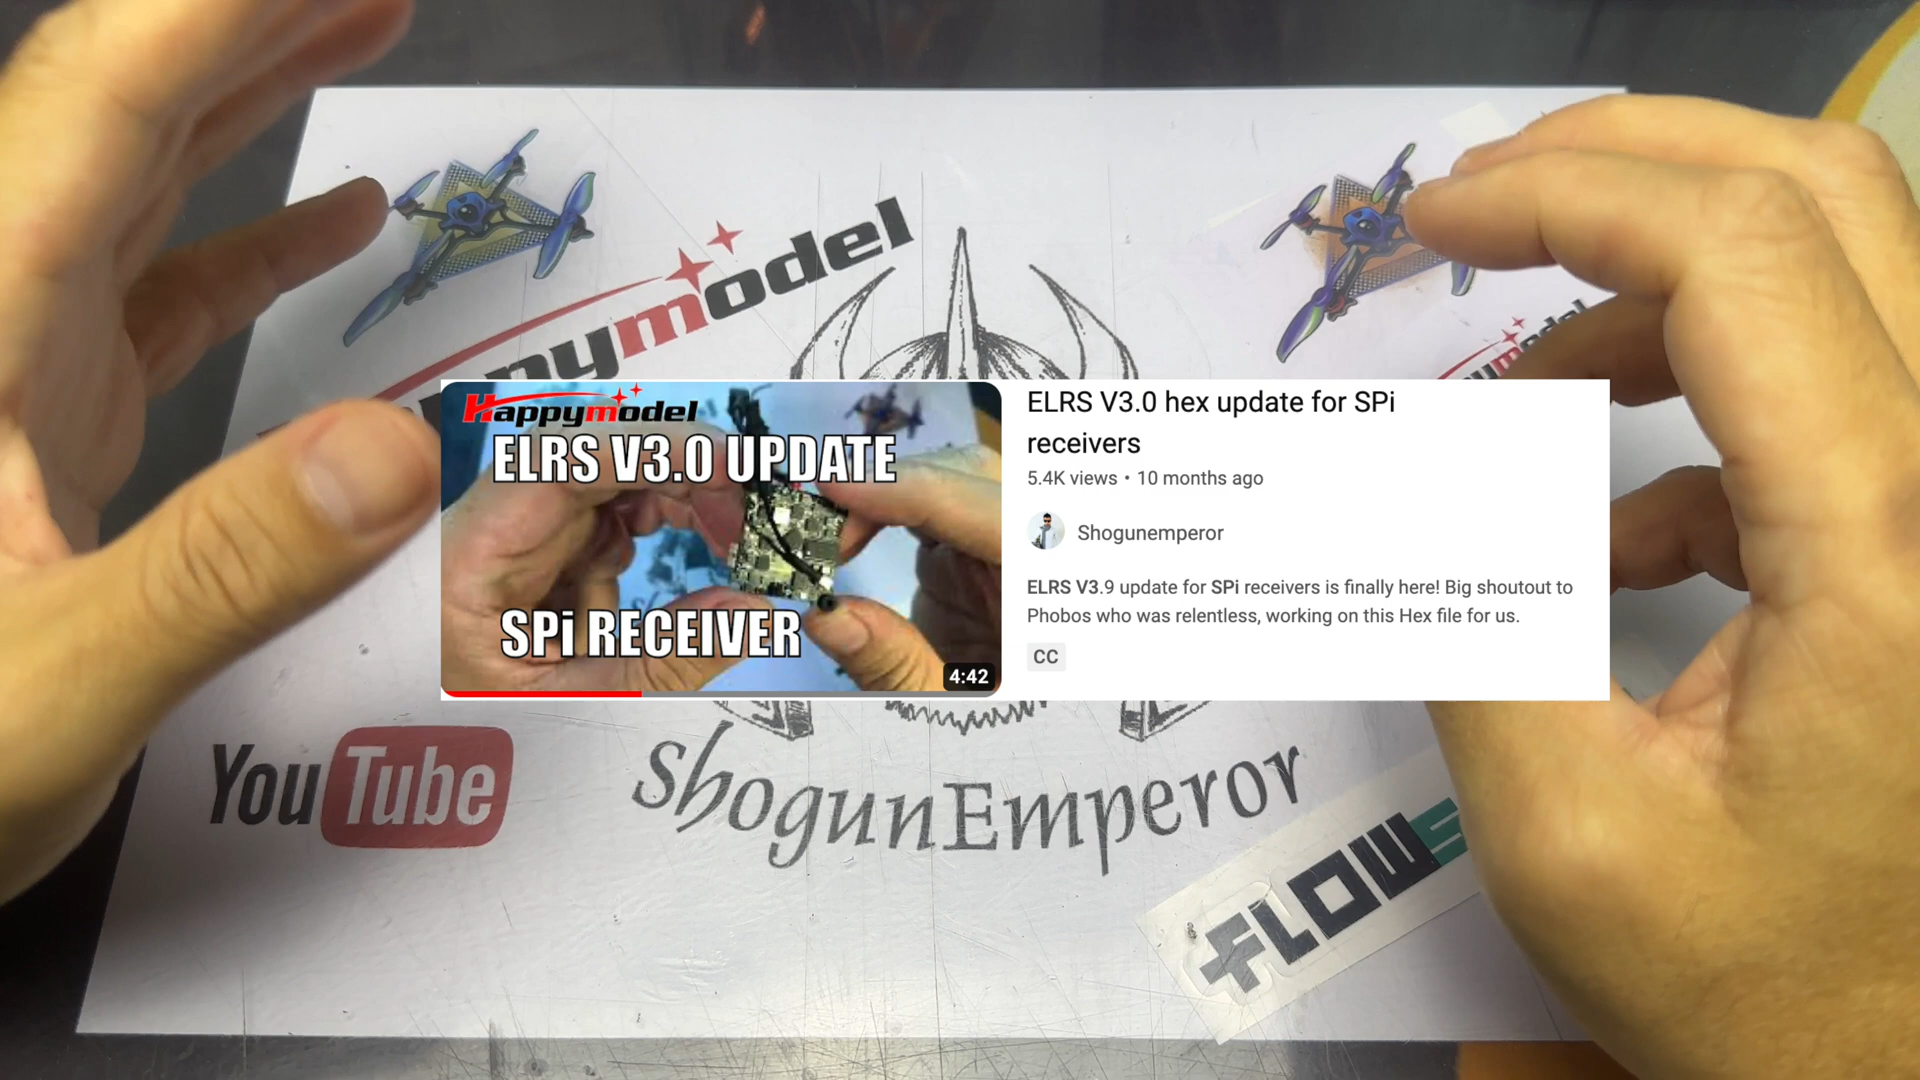 Happymodel
ELRS V3.0 UPDATE
SPi RECEIVER
4:42
ELRS V3.0 hex update for SPi
receivers
5.4K views • 10 months ago
Shogunemperor
ELRS V3.9 update for SPi receivers is finally here! Big shoutout to
Phobos who was relentless, working on this Hex file for us.
CC
YouTube
ShogunEmperor